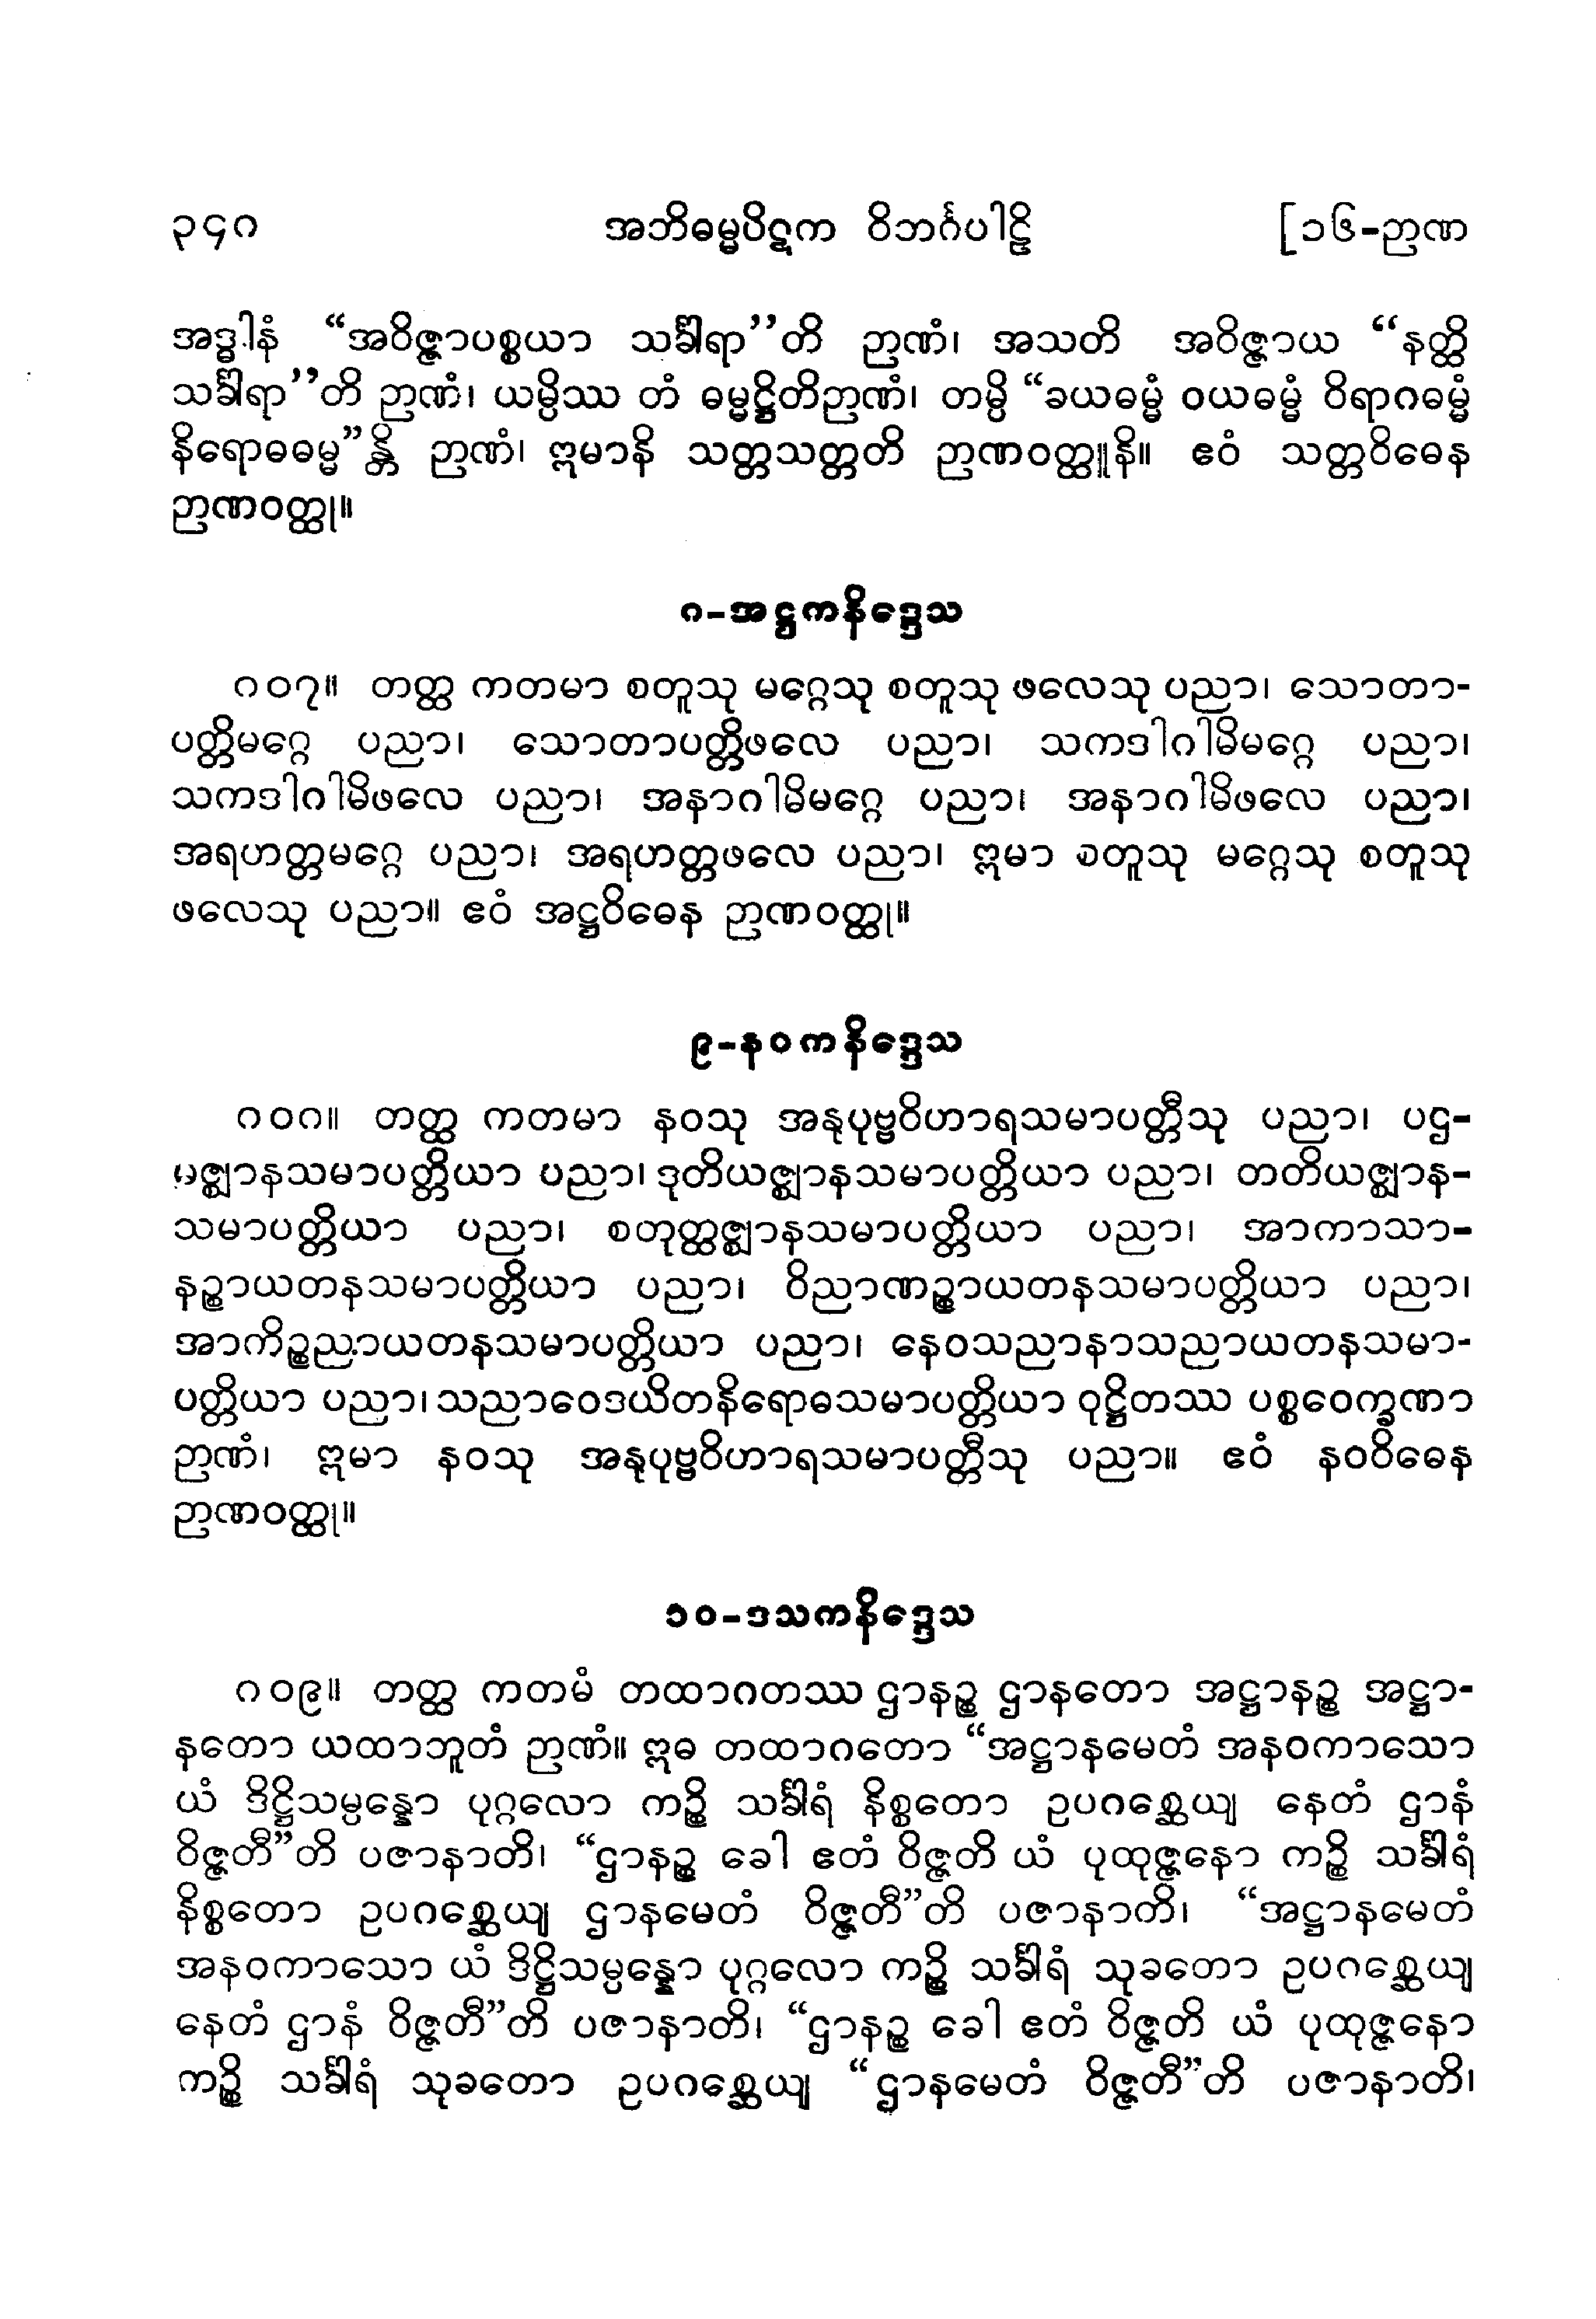 ၃၄၈ အဘိဓမ္မပိဋက ဝိဘင်္ဂပါဠိ [၁၆-ဉာဏ
အဒ္ဓါနံ “အဝိဇ္ဇာပစ္စယာ သင်္ခါရာ”တိ ဉာဏံ၊ အသတိ အဝိဇ္ဇာယ “နတ္ထိ
သင်္ခါရာ”တိ ဉာဏံ၊ ယမ္ပိဿ တံ ဓမ္မဋ္ဌိတိဉာဏံ၊ တမ္ပိ “ခယဓမ္မံ ဝယဓမ္မံ ဝိရာဂဓမ္မံ
နိရောဓဓမ္မ”န္တိ ဉာဏံ၊ ဣမာနိ သတ္တသတ္တတိ ဉာဏဝတ္ထူနိ။ ဧဝံ သတ္တဝိဓေန
ဉာဏဝတ္ထု။
၈-အဋ္ဌကနိဒ္ဒေသ
၈၀၇။ တတ္ထ ကတမာ စတူသု မဂ္ဂေသု စတူသု ဖလေသု ပညာ၊ သောတာ-
ပတ္တိမဂ္ဂေ ပညာ၊ သောတာပတ္တိဖလေ ပညာ၊ သကဒါဂါမိမဂ္ဂေ ပညာ၊
သကဒါဂါမိဖလေ ပညာ၊ အနာဂါမိမဂ္ဂေ ပညာ၊ အနာဂါမိဖလေ ပညာ၊
အရဟတ္တမဂ္ဂေ ပညာ၊ အရဟတ္တဖလေ ပညာ၊ ဣမာ စတူသု မဂ္ဂေသု စတူသု
ဖလေသု ပညာ။ ဧဝံ အဋ္ဌဝိဓေန ဉာဏဝတ္ထု။
၉-နဝကနိဒ္ဒေသ
၈၀၈။ တတ္ထ ကတမာ နဝသု အနုပုဗ္ဗဝိဟာရသမာပတ္တီသု ပညာ၊ ပဌ-
မဇ္ဈာနသမာပတ္တိယာ ပညာ၊ ဒုတိယဇ္ဈာနသမာပတ္တိယာ ပညာ၊ တတိယဇ္ဈာန-
သမာပတ္တိယာ ပညာ၊ စတုတ္ထဇ္ဈာနသမာပတ္တိယာ ပညာ၊ အာကာသာ-
နဉ္စာယတနသမာပတ္တိယာ ပညာ၊ ဝိညာဏဉ္စာယတနသမာပတ္တိယာ ပညာ၊
အာကိဉ္စညာယတနသမာပတ္တိယာ ပညာ၊ နေဝသညာနာသညာယတနသမာ-
ပတ္တိယာ ပညာ၊ သညာဝေဒယိတနိရောဓသမာပတ္တိယာ ဝုဋ္ဌိတဿ ပစ္စဝေက္ခဏာ
ဉာဏံ၊ ဣမာ နဝသု အနုပုဗ္ဗဝိဟာရသမာပတ္တီသု ပညာ။ ဧဝံ နဝဝိဓေန
ဉာဏဝတ္ထု။
၁၀-ဒသကနိဒ္ဒေသ
၈၀၉။ တတ္ထ ကတမံ တထာဂတဿ ဌာနဉ္စ ဌာနတော အဋ္ဌာနဉ္စ အဋ္ဌာ-
နတော ယထာဘူတံ ဉာဏံ။ ဣဓ တထာဂတော “အဋ္ဌာနမေတံ အနဝကာသော
ယံ ဒိဋ္ဌိသမ္ပန္နော ပုဂ္ဂလော ကဉ္စိ သင်္ခါရံ နိစ္စတော ဥပဂစ္ဆေယျ နေတံ ဌာနံ
ဝိဇ္ဇတီ”တိ ပဇာနာတိ၊ “ဌာနဉ္စ ခေါ ဧတံ ဝိဇ္ဇတိ ယံ ပုထုဇ္ဇနော ကဉ္စိ သင်္ခါရံ
နိစ္စတော ဥပဂစ္ဆေယျ ဌာနမေတံ ဝိဇ္ဇတီ”တိ ပဇာနာတိ၊ “အဋ္ဌာနမေတံ
အနဝကာသော ယံ ဒိဋ္ဌိသမ္ပန္နော ပုဂ္ဂလော ကဉ္စိ သင်္ခါရံ သုခတော ဥပဂစ္ဆေယျ
နေတံ ဌာနံ ဝိဇ္ဇတီ”တိ ပဇာနာတိ၊ “ဌာနဉ္စ ခေါ ဧတံ ဝိဇ္ဇတိ ယံ ပုထုဇ္ဇနော
ကဉ္စိ သင်္ခါရံ သုခတော ဥပဂစ္ဆေယျ “ဌာနမေတံ ဝိဇ္ဇတီ”တိ ပဇာနာတိ၊